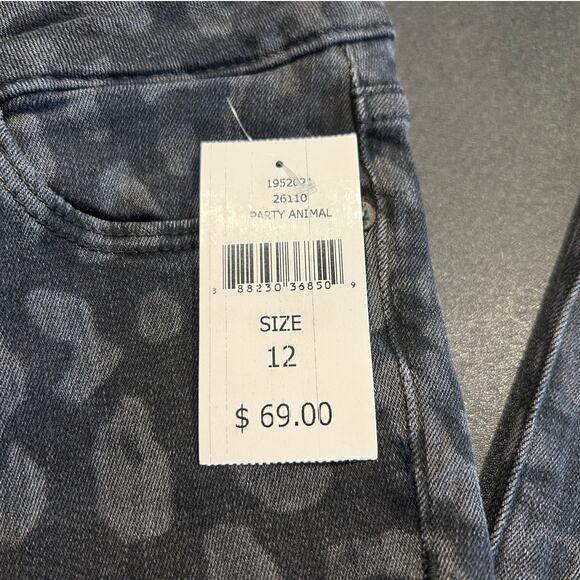 26110
PARTY ANIMAL
3 88230 36850 9
SIZE
12
$ 69.00